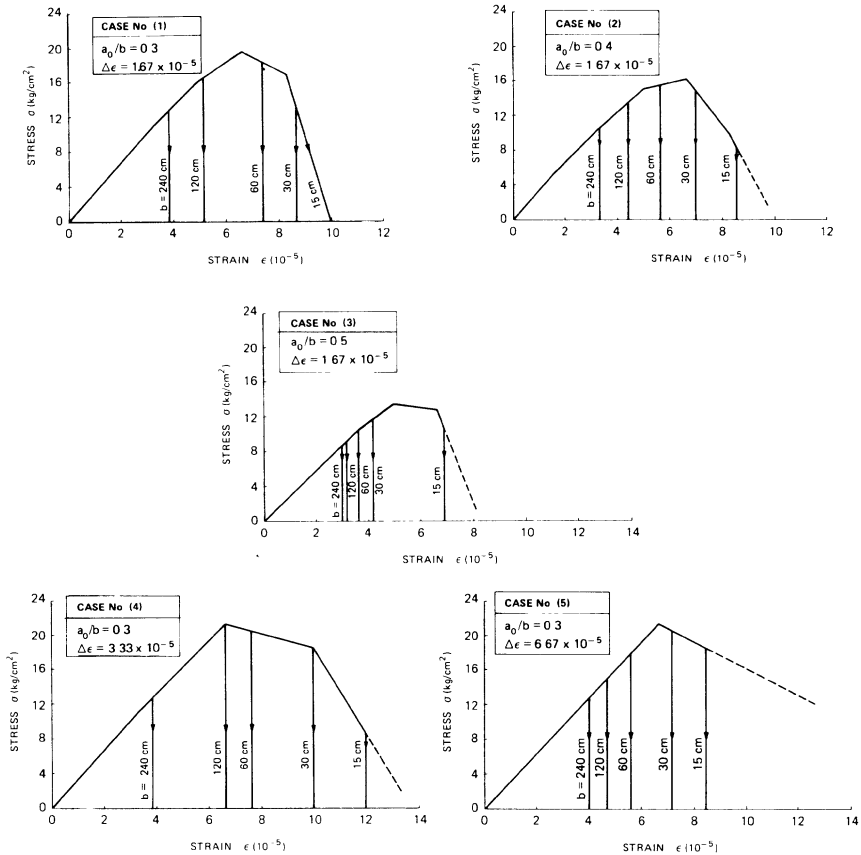 CASE No (1)
a₀/b = 0 3
Δϵ = 1.67 x 10⁻⁵
STRESS σ (kg/cm²)
24
20
16
12
8
4
0
b = 240 cm
120 cm
60 cm
30 cm
15 cm
0 2 4 6 8 10 12
STRAIN ϵ (10⁻⁵)
CASE No (2)
a₀/b = 0 4
Δϵ = 1 67 x 10⁻⁵
STRESS σ (kg/cm²)
24
20
16
12
8
4
0
b = 240 cm
120 cm
60 cm
30 cm
15 cm
0 2 4 6 8 10 12
STRAIN ϵ (10⁻⁵)
CASE No (3)
a₀/b = 0 5
Δϵ = 1 67 x 10⁻⁵
STRESS σ (kg/cm²)
24
20
16
12
8
4
0
b = 240 cm
120 cm
60 cm
30 cm
15 cm
0 2 4 6 8 10 12 14
STRAIN ϵ (10⁻⁵)
CASE No (4)
a₀/b = 0 3
Δϵ = 3 33 x 10⁻⁵
STRESS σ (kg/cm²)
24
20
16
12
8
4
0
b = 240 cm
120 cm
60 cm
30 cm
15 cm
0 2 4 6 8 10 12 14
STRAIN ϵ (10⁻⁵)
CASE No (5)
a₀/b = 0 3
Δϵ = 6 67 x 10⁻⁵
STRESS σ (kg/cm²)
24
20
16
12
8
4
0
b = 240 cm
120 cm
60 cm
30 cm
15 cm
0 2 4 6 8 10 12 14
STRAIN ϵ (10⁻⁵)